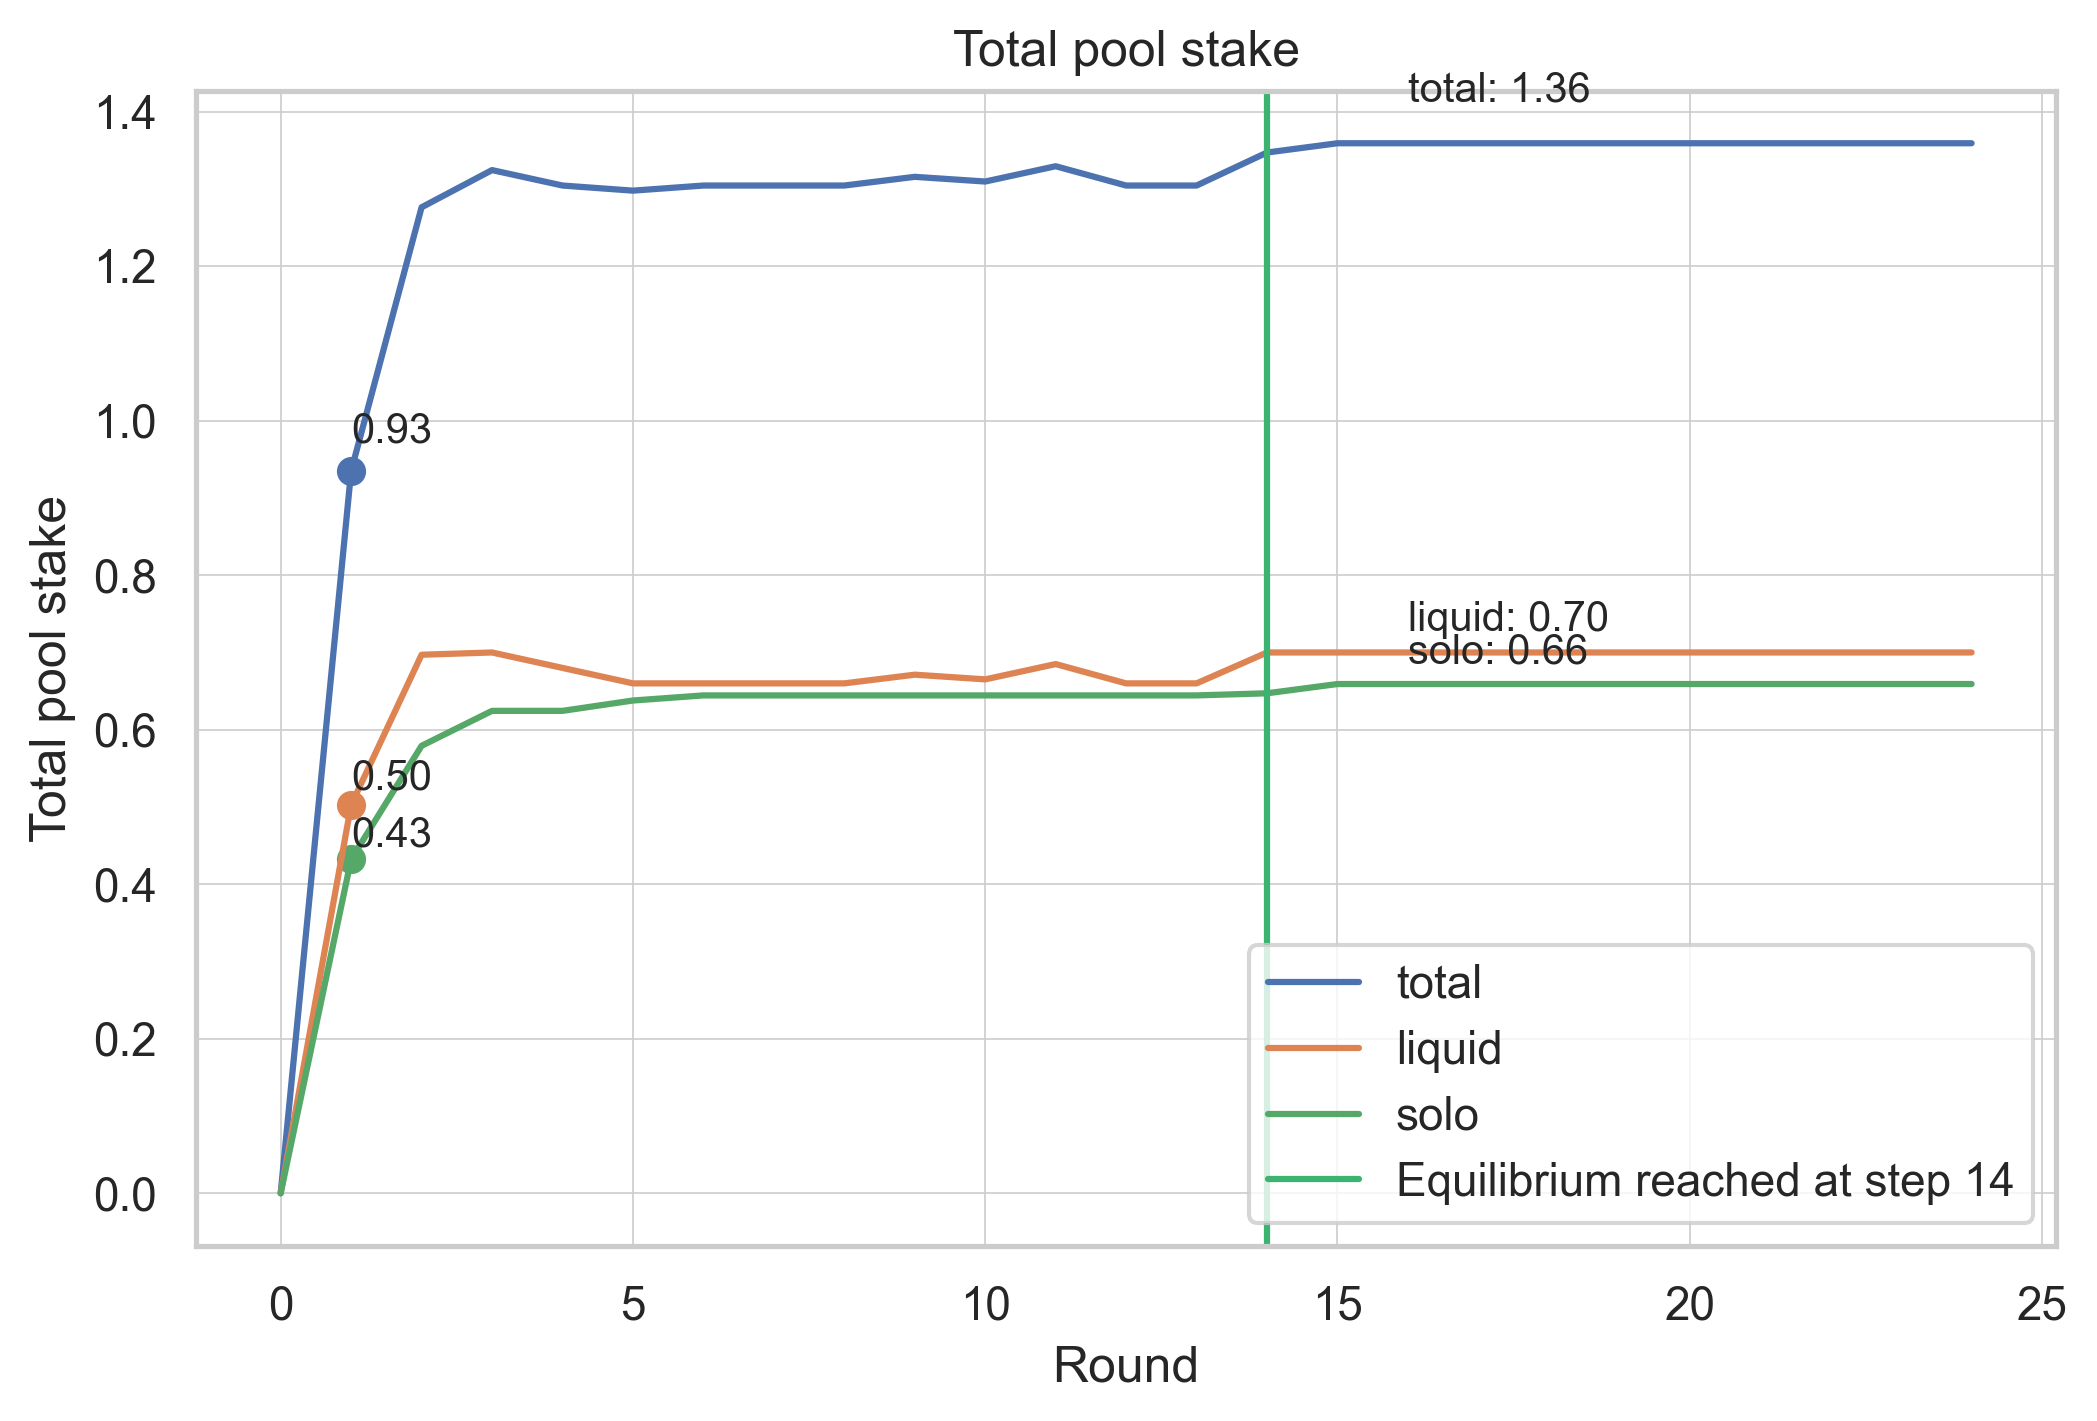 Total pool stake
total: 1.36
1.4
1.2
1.0
0.93
0.8
liquid: 0.70
solo: 0.66
0.6
0.50
0.43
0.4
0.2
0.0
Total pool stake
total
liquid
solo
Equilibrium reached at step 14
0 5 10 15 20 25
Round